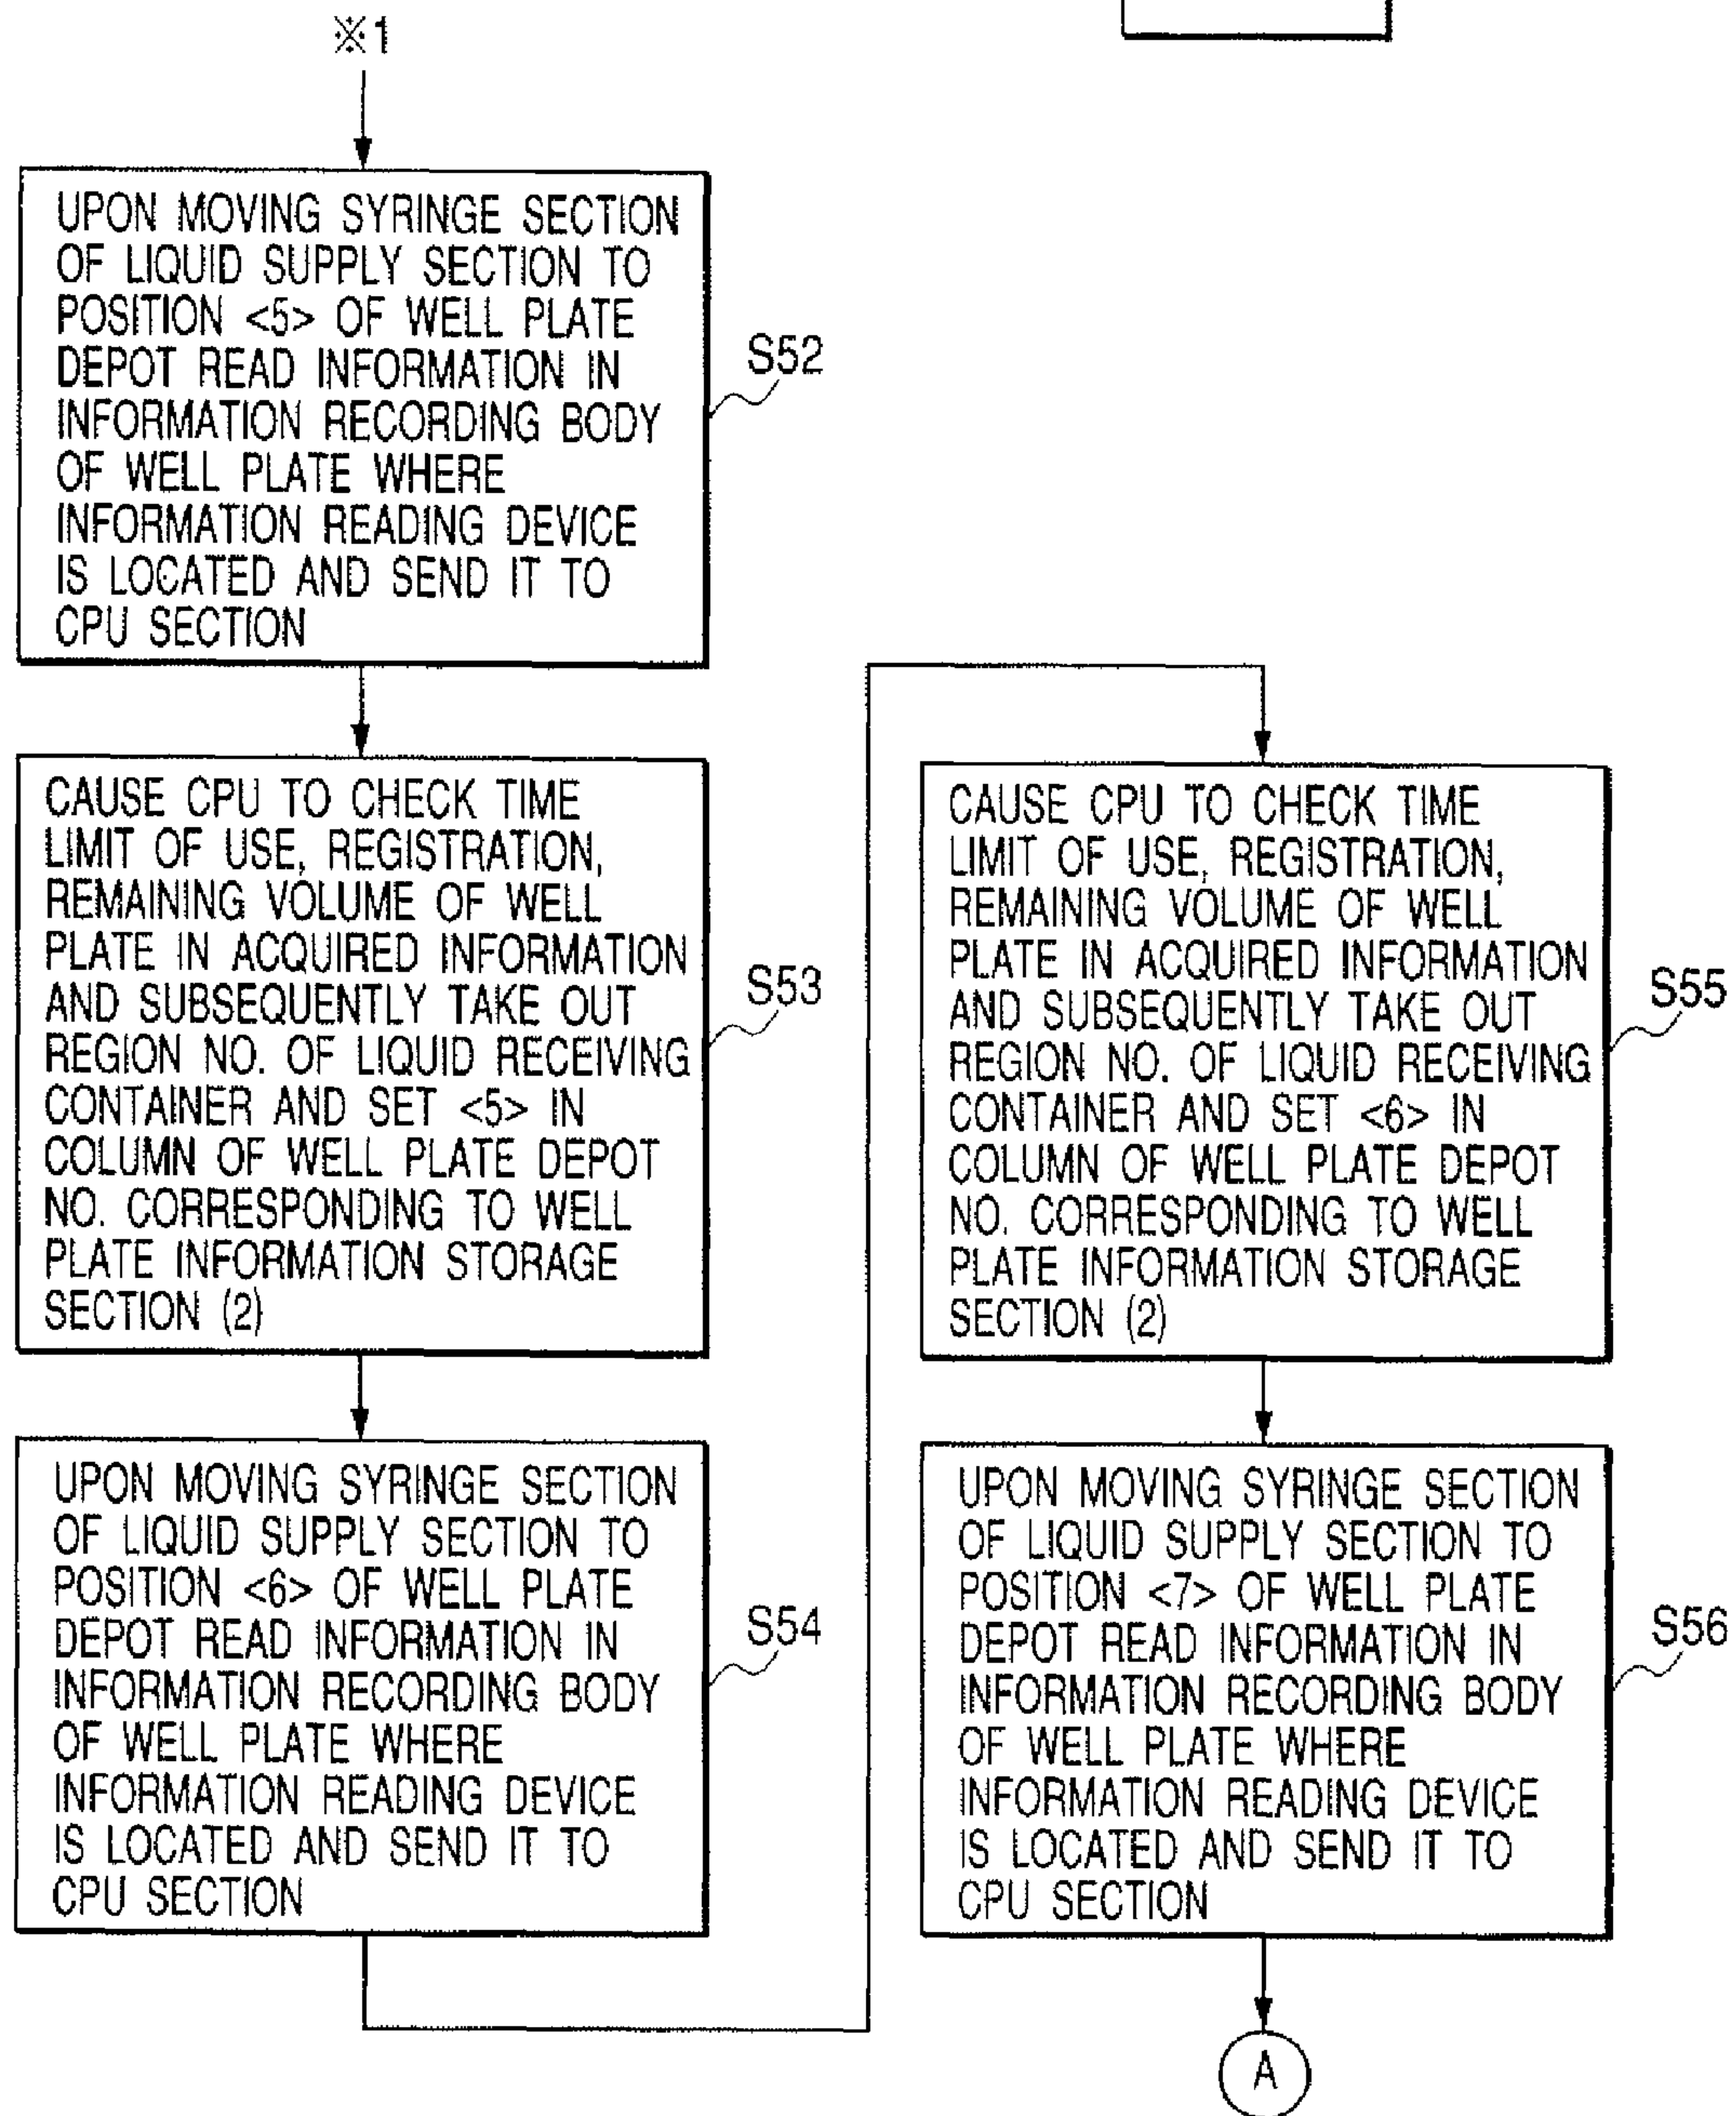 ※1
UPON MOVING SYRINGE SECTION
OF LIQUID SUPPLY SECTION TO
POSITION <5> OF WELL PLATE
DEPOT READ INFORMATION IN
INFORMATION RECORDING BODY
OF WELL PLATE WHERE
INFORMATION READING DEVICE
IS LOCATED AND SEND IT TO
CPU SECTION
S52
CAUSE CPU TO CHECK TIME
LIMIT OF USE, REGISTRATION,
REMAINING VOLUME OF WELL
PLATE IN ACQUIRED INFORMATION
AND SUBSEQUENTLY TAKE OUT
REGION NO. OF LIQUID RECEIVING
CONTAINER AND SET <5> IN
COLUMN OF WELL PLATE DEPOT
NO. CORRESPONDING TO WELL
PLATE INFORMATION STORAGE
SECTION (2)
S53
UPON MOVING SYRINGE SECTION
OF LIQUID SUPPLY SECTION TO
POSITION <6> OF WELL PLATE
DEPOT READ INFORMATION IN
INFORMATION RECORDING BODY
OF WELL PLATE WHERE
INFORMATION READING DEVICE
IS LOCATED AND SEND IT TO
CPU SECTION
S54
CAUSE CPU TO CHECK TIME
LIMIT OF USE, REGISTRATION,
REMAINING VOLUME OF WELL
PLATE IN ACQUIRED INFORMATION
AND SUBSEQUENTLY TAKE OUT
REGION NO. OF LIQUID RECEIVING
CONTAINER AND SET <6> IN
COLUMN OF WELL PLATE DEPOT
NO. CORRESPONDING TO WELL
PLATE INFORMATION STORAGE
SECTION (2)
S55
UPON MOVING SYRINGE SECTION
OF LIQUID SUPPLY SECTION TO
POSITION <7> OF WELL PLATE
DEPOT READ INFORMATION IN
INFORMATION RECORDING BODY
OF WELL PLATE WHERE
INFORMATION READING DEVICE
IS LOCATED AND SEND IT TO
CPU SECTION
S56
A